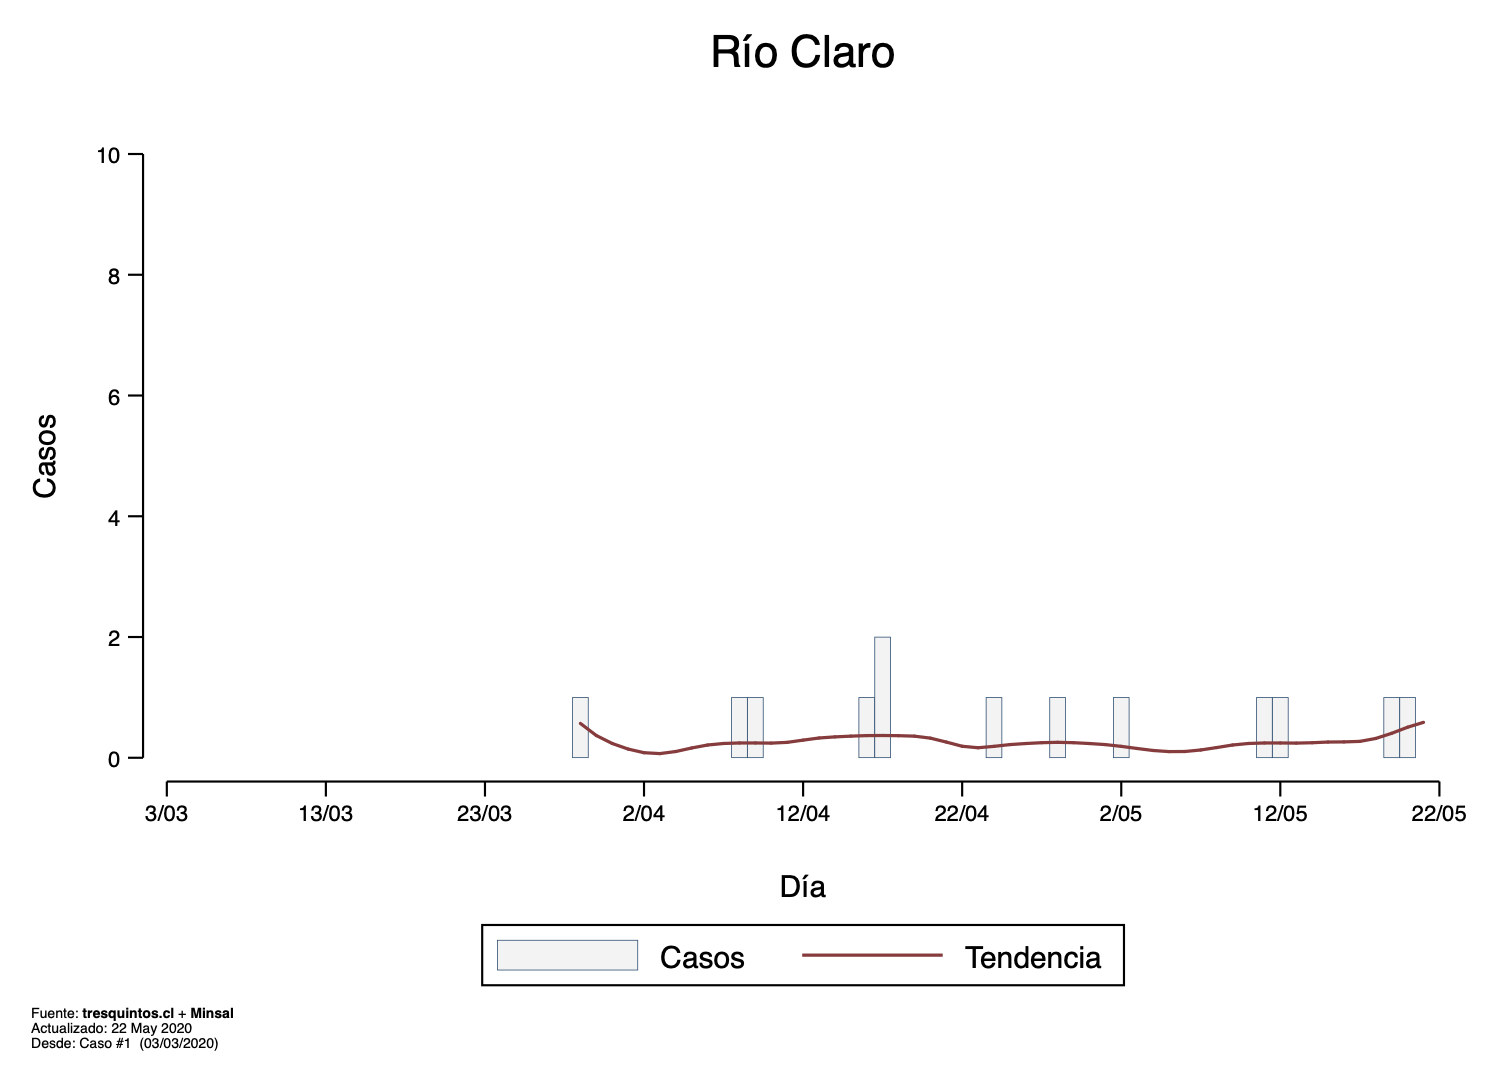 Río Claro
10
8
6
4
2
0
Casos
3/03 13/03 23/03 2/04 12/04 22/04 2/05 12/05 22/05
Día
Casos Tendencia
Fuente: tresquintos.cl + Minsal
Actualizado: 22 May 2020
Desde: Caso #1 (03/03/2020)